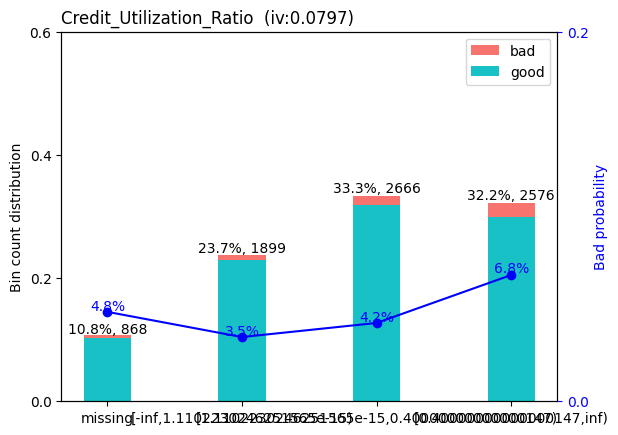 Credit_Utilization_Ratio (iv:0.0797)
0.6
0.4
0.2
0.0
Bin count distribution
0.2
0.0
Bad probability
bad
good
10.8%, 868
23.7%, 1899
33.3%, 2666
32.2%, 2576
4.8%
3.5%
4.2%
6.8%
missing